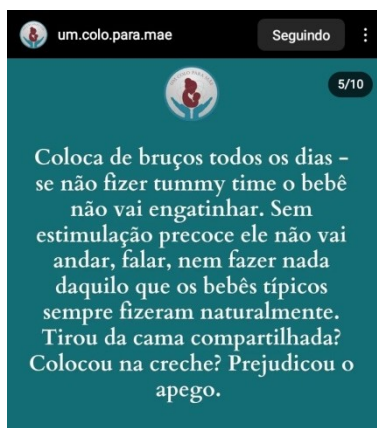 um.colo.para.mae
Seguindo
5/10
Coloca de bruços todos os dias -
se não fizer tummy time o bebê
não vai engatinhar. Sem
estimulação precoce ele não vai
andar, falar, nem fazer nada
daquilo que os bebês típicos
sempre fizeram naturalmente.
Tirou da cama compartilhada?
Colocou na creche? Prejudicou o
apego.